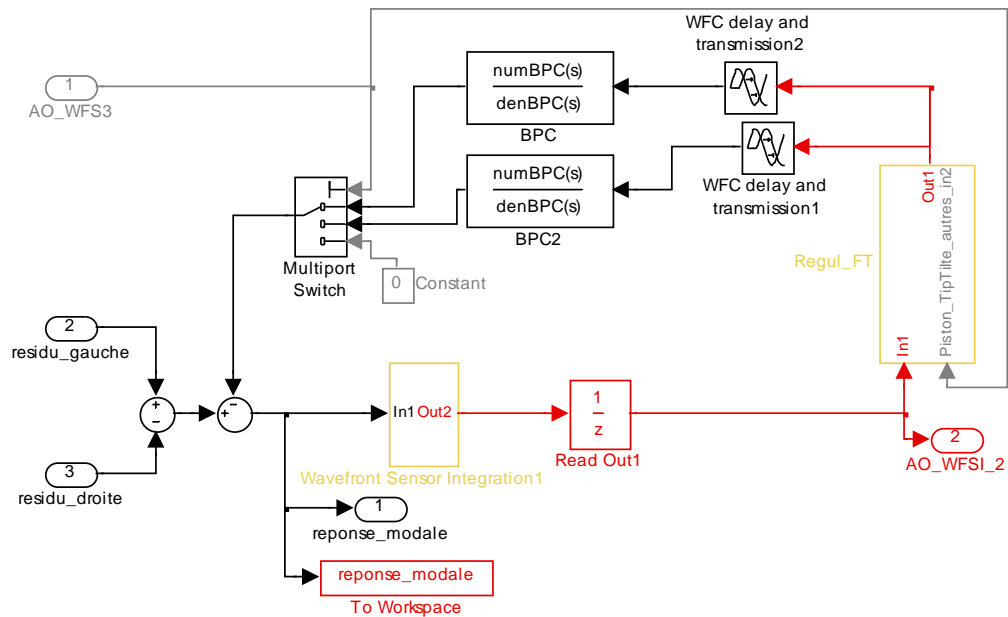 WFC delay and
transmission2
1
AO_WFS3
numBPC(s)
denBPC(s)
BPC
numBPC(s)
denBPC(s)
BPC2
WFC delay and
transmission1
Out1
Piston_TipTilte_autres_in2
In1
Regul_FT
Multiport
Switch
0
Constant
2
residu_gauche
+
−
−
+
3
residu_droite
In1
Out2
Wavefront Sensor Integration1
1
z
Read Out1
2
AO_WFSI_2
1
reponse_modale
reponse_modale
To Workspace